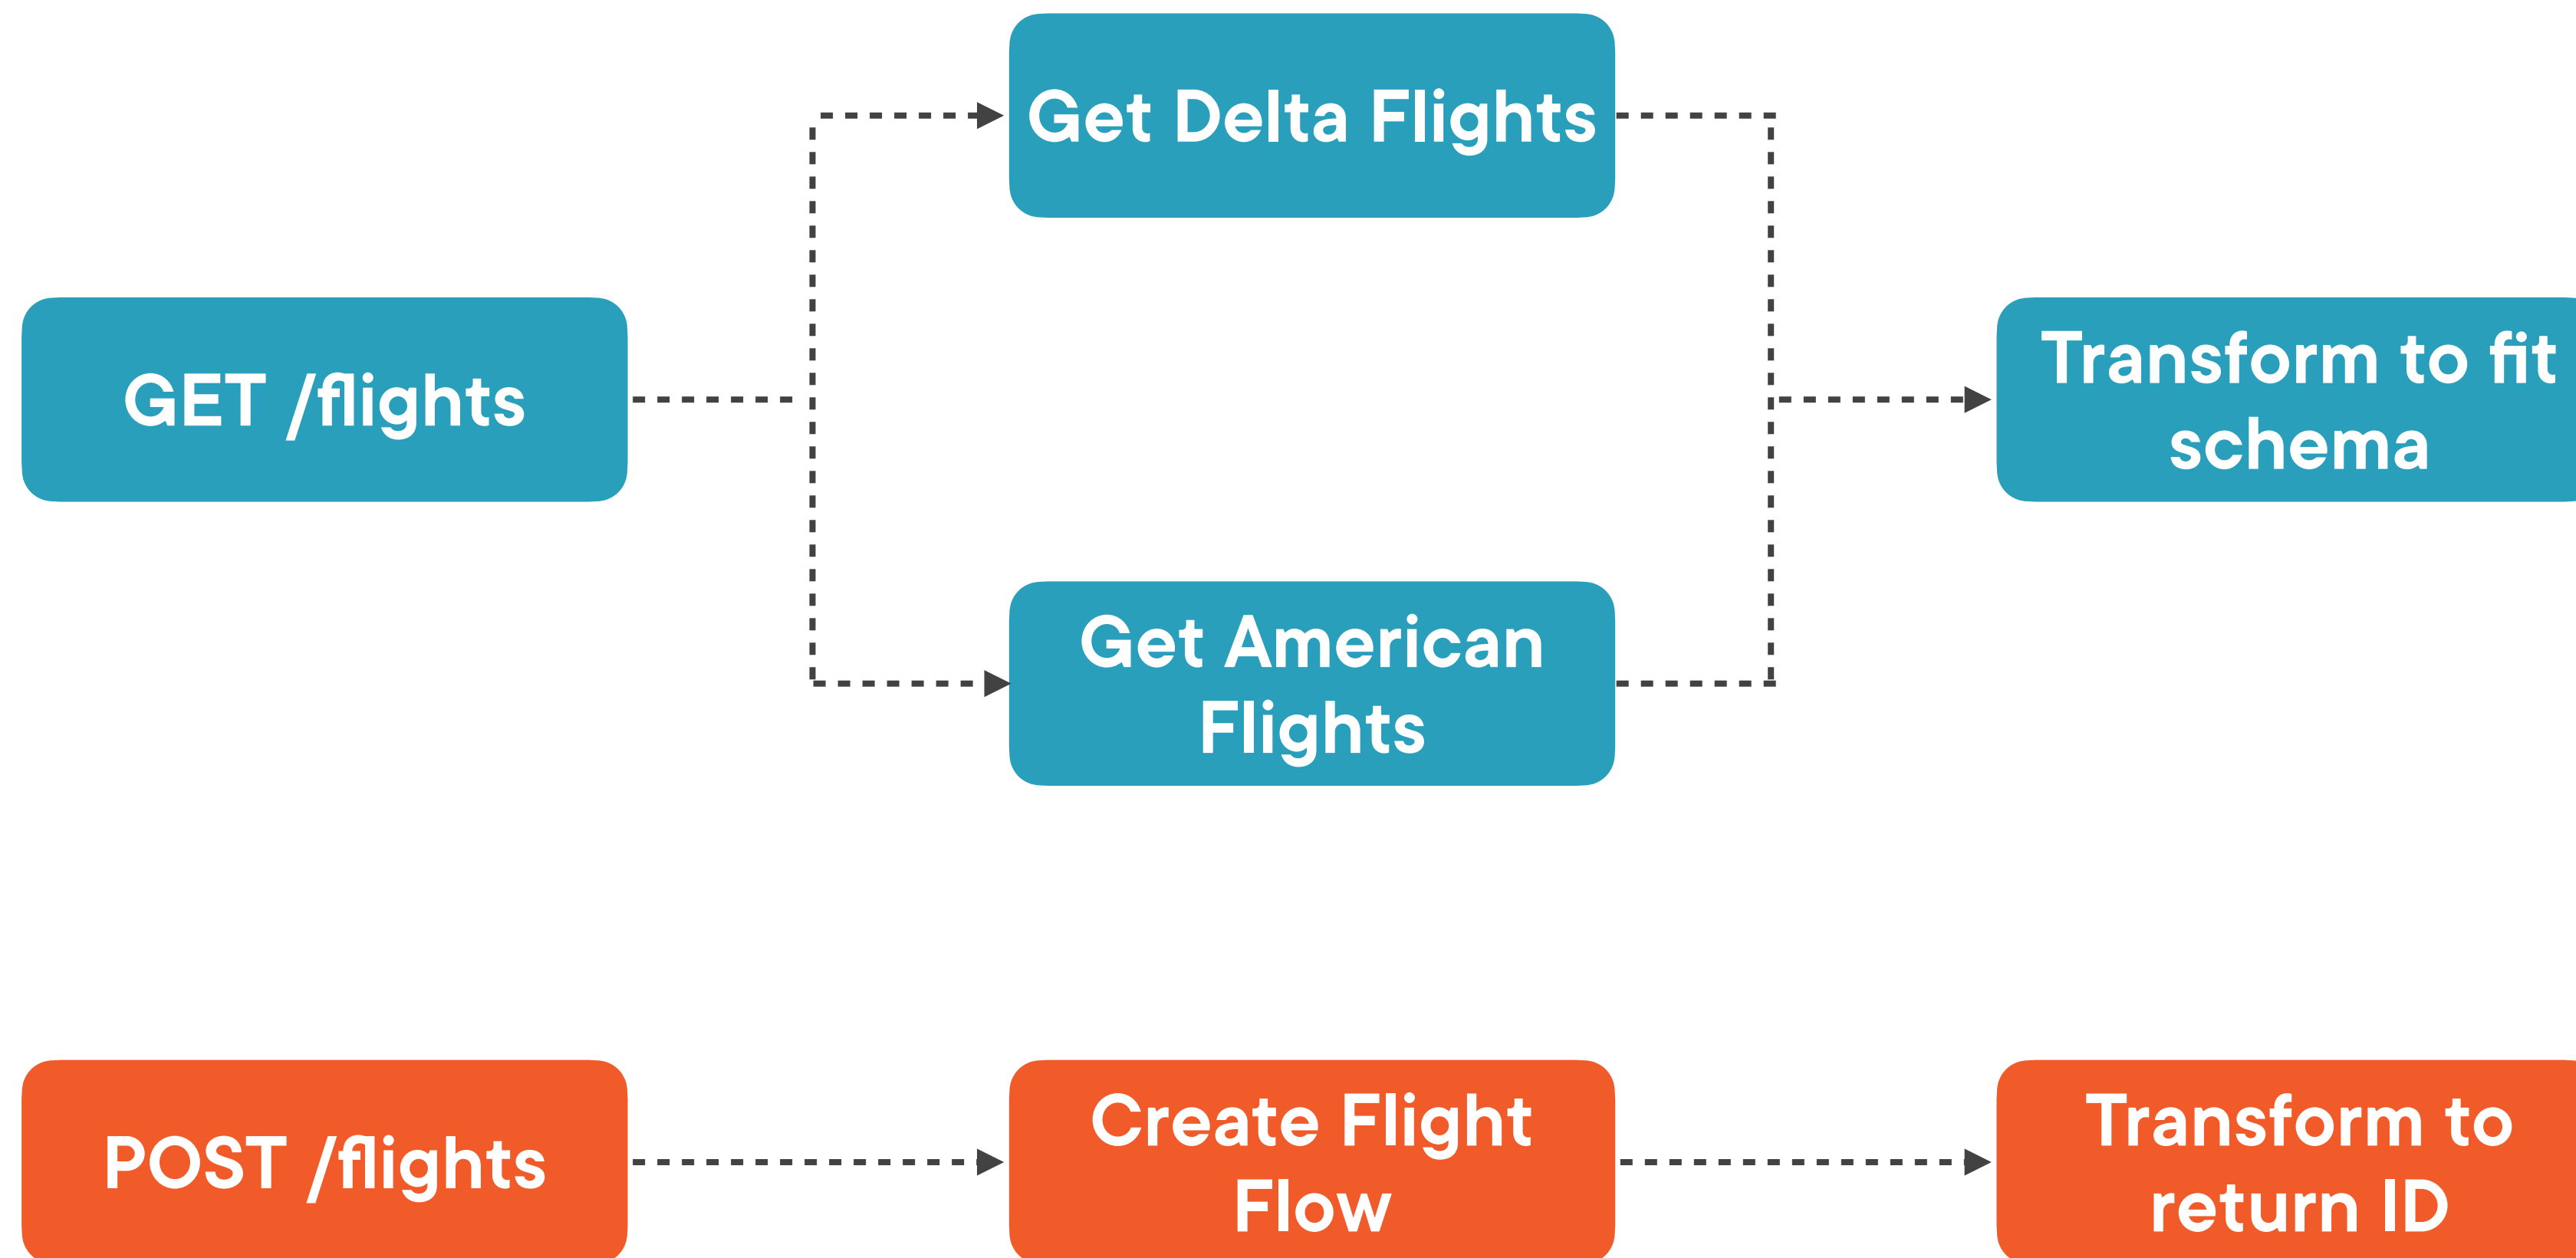 Get Delta Flights
GET /flights
Transform to fit
schema
Get American
Flights
POST /flights
Create Flight
Flow
Transform to
return ID